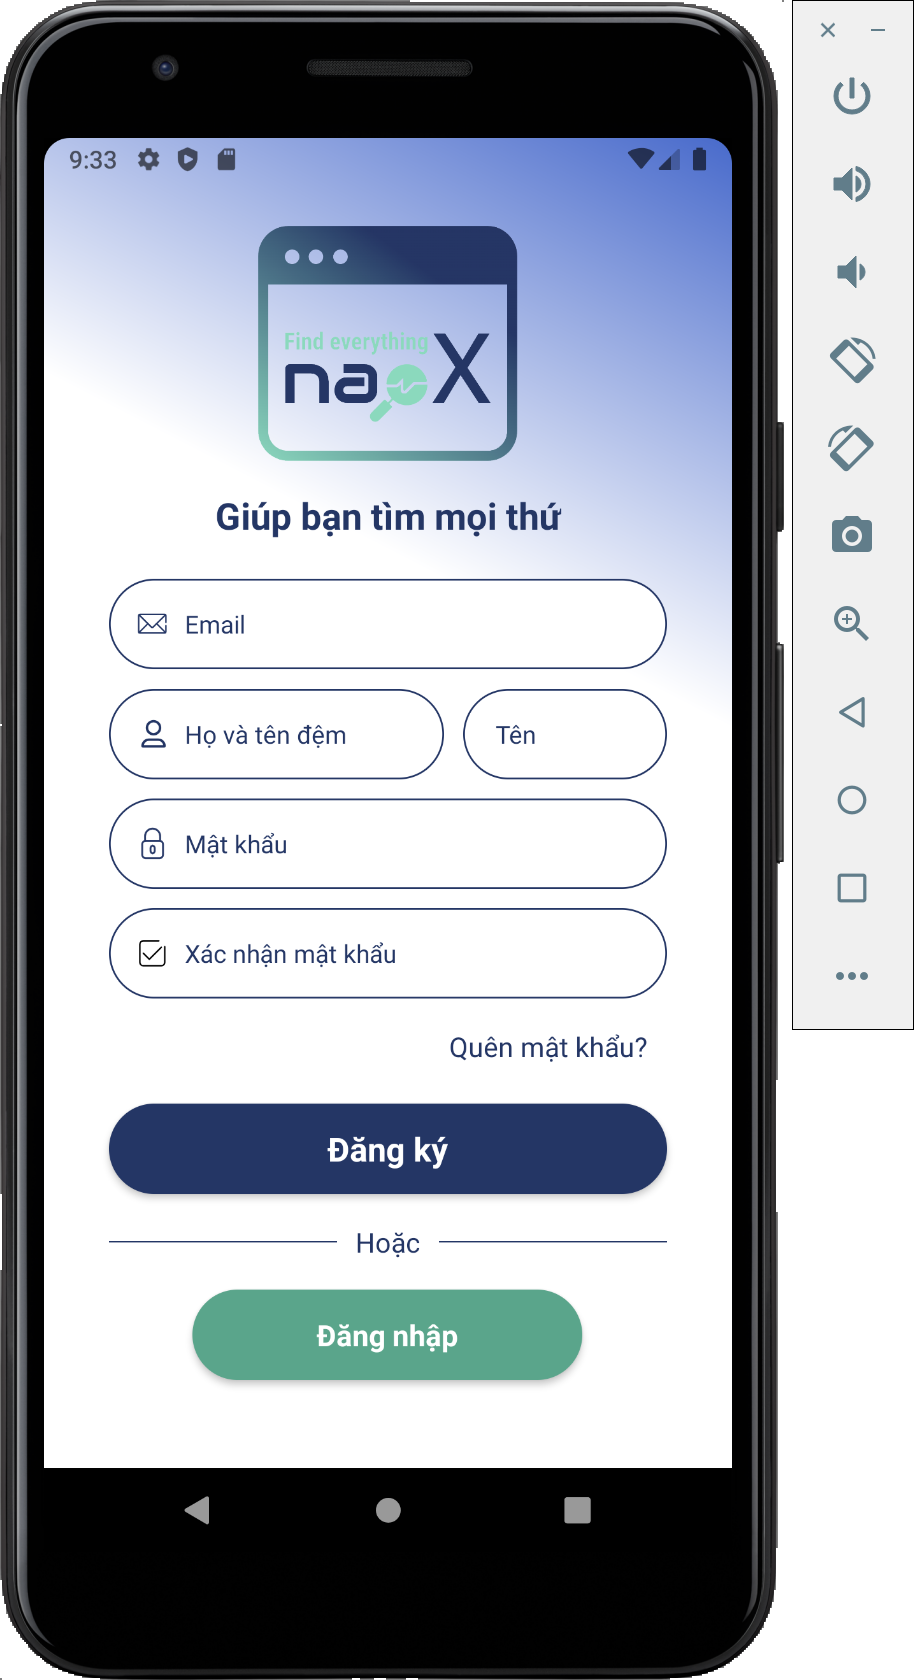 9:33
Find everything
naoX
Giúp bạn tìm mọi thứ
Email
Họ và tên đệm
Tên
Mật khẩu
Xác nhận mật khẩu
Quên mật khẩu?
Đăng ký
Hoặc
Đăng nhập